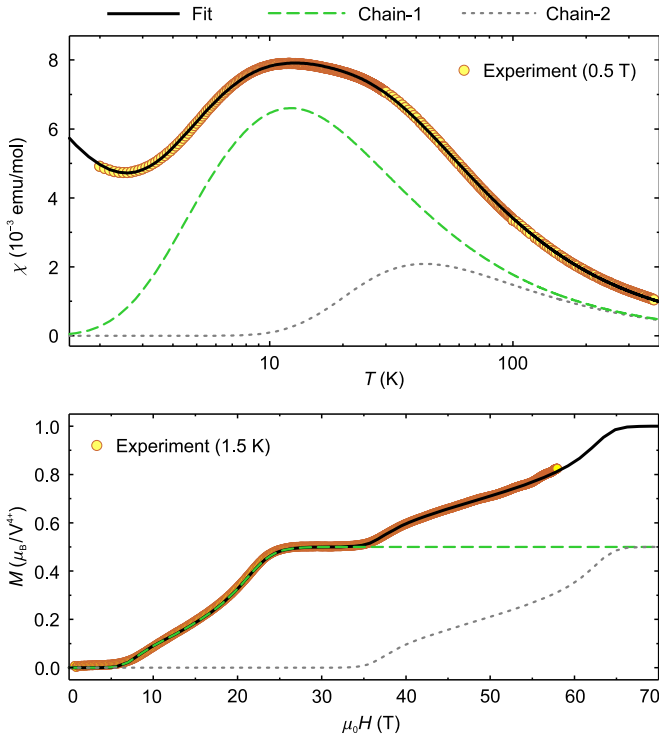 Fit Chain-1 Chain-2
8
6
4
2
0
χ (10⁻³ emu/mol)
Experiment (0.5 T)
10 100
T (K)
1.0
0.8
0.6
0.4
0.2
0.0
M (μB/V⁴⁺)
Experiment (1.5 K)
0 10 20 30 40 50 60 70
μ₀H (T)